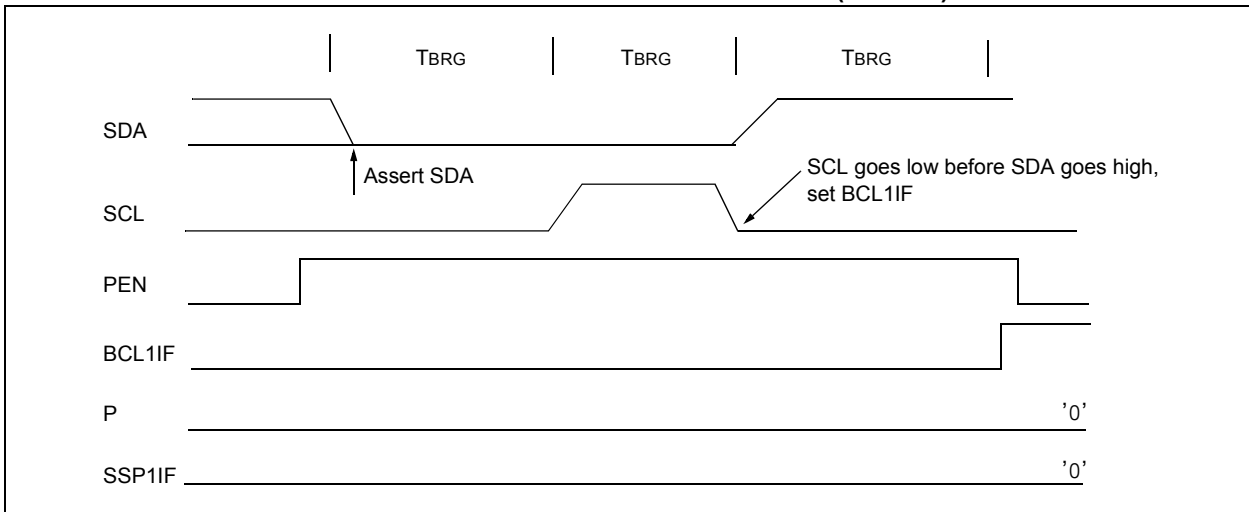 TBRG TBRG TBRG
SDA
Assert SDA
SCL goes low before SDA goes high,
set BCL1IF
SCL
PEN
BCL1IF
P '0'
SSP1IF '0'